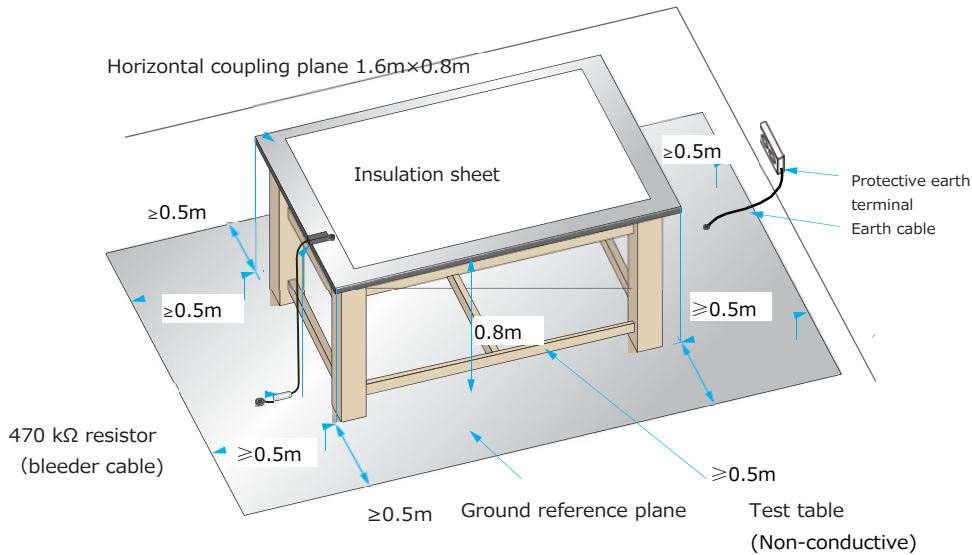 Horizontal coupling plane 1.6m×0.8m
Insulation sheet
≥0.5m
Protective earth
terminal
Earth cable
≥0.5m
≥0.5m
≥0.5m
0.8m
470 kΩ resistor
(bleeder cable)
≥0.5m
≥0.5m
≥0.5m
Ground reference plane
Test table
(Non-conductive)